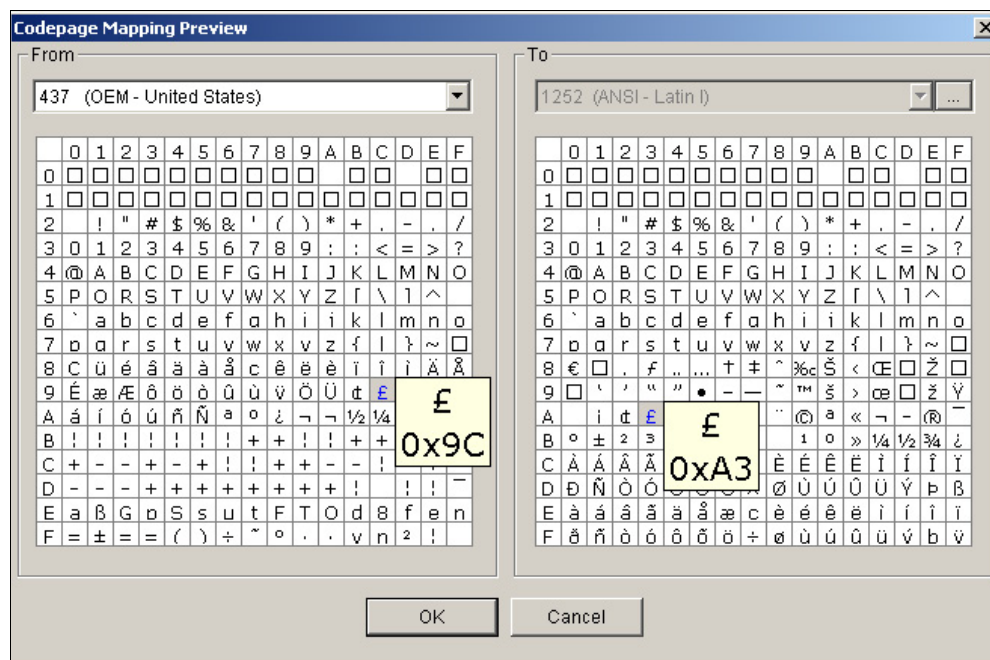 Codepage Mapping Preview
From
437 (OEM - United States)
0 1 2 3 4 5 6 7 8 9 A B C D E F
0 □ □ □ □ □ □ □ □ □ □ □ □ □ □
1 □ □ □ □ □ □ □ □ □ □ □ □ □ □ □ □
2 ! " # $ % & ' ( ) * + , - . /
3 0 1 2 3 4 5 6 7 8 9 : ; < = > ?
4 @ A B C D E F G H I J K L M N O
5 P Q R S T U V W X Y Z [ \ ] ^
6 ` a b c d e f g h i j k l m n o
7 p q r s t u v w x y z { | } ~ □
8 Ç ü é â ä à å ç ê ë è ï î ì Ä Å
9 É æ Æ ô ö ò û ù ÿ Ö Ü ¢ £
A á í ó ú ñ Ñ ª º ¿ ¬ ¬ ½ ¼
B ¦ ¦ ¦ ¦ ¦ ¦ ¦ + + ¦ ¦ + +
C + - - + - + ¦ ¦ + + - - ¦
D - - - + + + + + + + + ¦ ¦ ¦ ¯
E a ß G p S s µ t F T O d 8 f e n
F = ± = = ( ) ÷ ˜ ° · · v n ² ¦
£
0x9C
To
1252 (ANSI - Latin I)
...
0 1 2 3 4 5 6 7 8 9 A B C D E F
0 □ □ □ □ □ □ □ □ □ □ □ □ □ □
1 □ □ □ □ □ □ □ □ □ □ □ □ □ □ □ □
2 ! " # $ % & ' ( ) * + , - . /
3 0 1 2 3 4 5 6 7 8 9 : ; < = > ?
4 @ A B C D E F G H I J K L M N O
5 P Q R S T U V W X Y Z [ \ ] ^
6 ` a b c d e f g h i j k l m n o
7 p q r s t u v w x y z { | } ~ □
8 € □ ‚ ƒ „ … † ‡ ˆ ‰ Š ‹ Œ □ Ž □
9 □ ‘ ’ “ ” • – — ˜ ™ š › œ □ ž Ÿ
A ¡ ¢ £ ¨ © ª « ¬ - ® ¯
B ° ± ² ³ ¹ º » ¼ ½ ¾ ¿
C À Á Â Ã È É Ê Ë Ì Í Î Ï
D Ð Ñ Ò Ó Ô Õ Ö × Ø Ù Ú Û Ü Ý Þ ß
E à á â ã ä å æ ç è é ê ë ì í î ï
F ð ñ ò ó ô õ ö ÷ ø ù ú û ü ý þ ÿ
£
0xA3
OK
Cancel